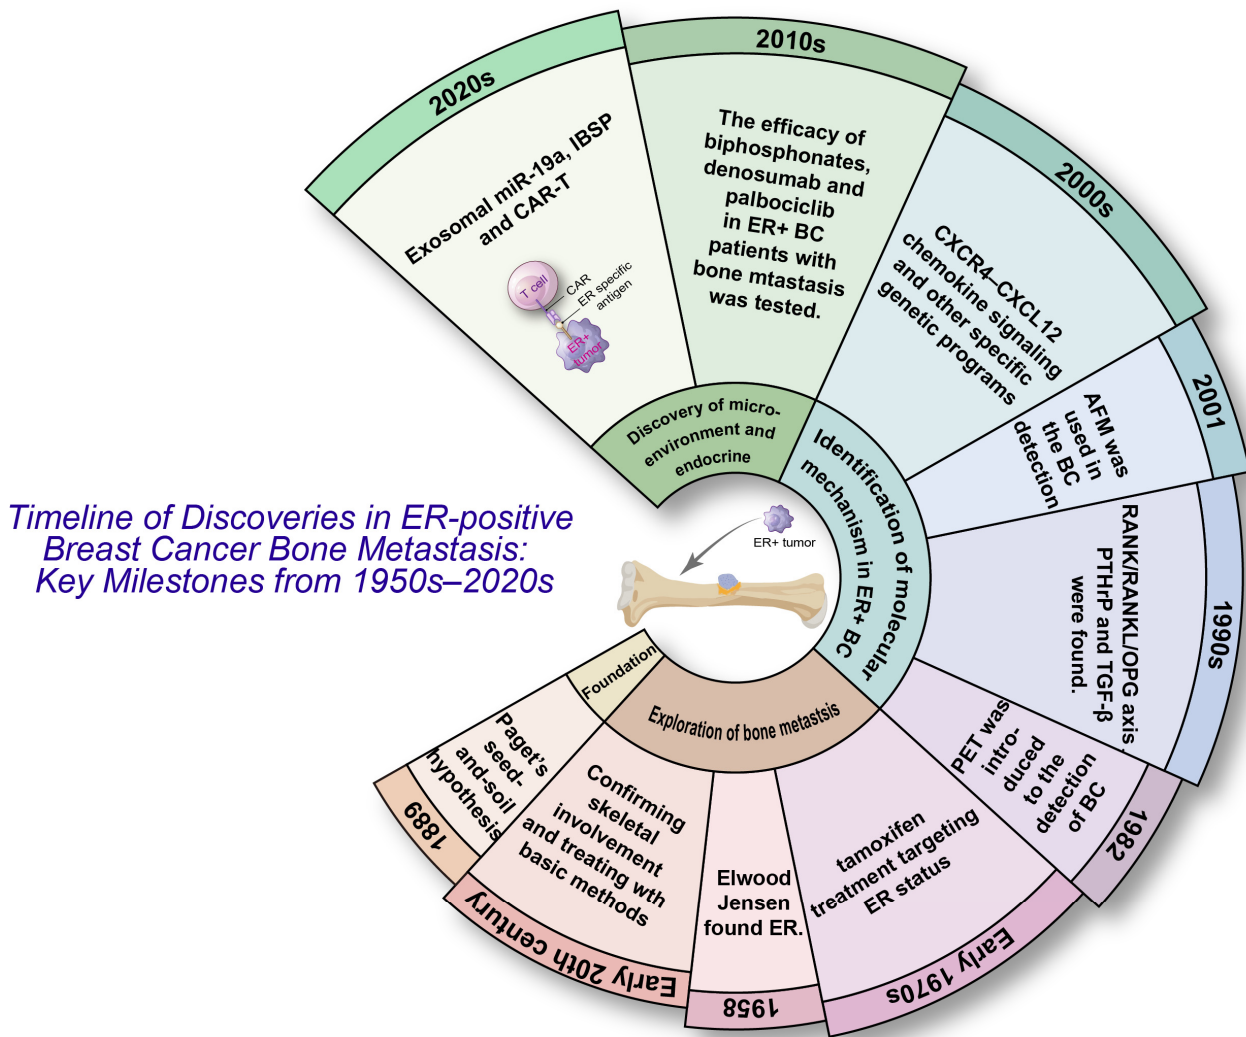 Timeline of Discoveries in ER-positive
Breast Cancer Bone Metastasis:
Key Milestones from 1950s–2020s
2020s
Exosomal miR-19a, IBSP
and CAR-T
T cell
CAR
ER specific
antigen
ER+
tumor
2010s
The efficacy of
biphosphonates,
denosumab and
palbociclib
in ER+ BC
patients with
bone mtastasis
was tested.
2000s
CXCR4–CXCL12
chemokine signaling
and other specific
genetic programs
2001
AFM was
used in
the BC
detection
1990s
RANK/RANKL/OPG axis
PTHrP and TGF-β
were found.
1982
PET was
intro-
duced
to the
detection
of BC
Early 1970s
tamoxifen
treatment targeting
ER status
1958
Elwood
Jensen
found ER.
Early 20th century
Confirming
skeletal
involvement
and treating wth
basic methods
1889
Paget's
seed-
and-soil
hypothesis
Discovery of micro-
environment and
endocrine
Identification of molecular
mechanism in ER+ BC
Exploration of bone metastsis
Foundation
ER+ tumor